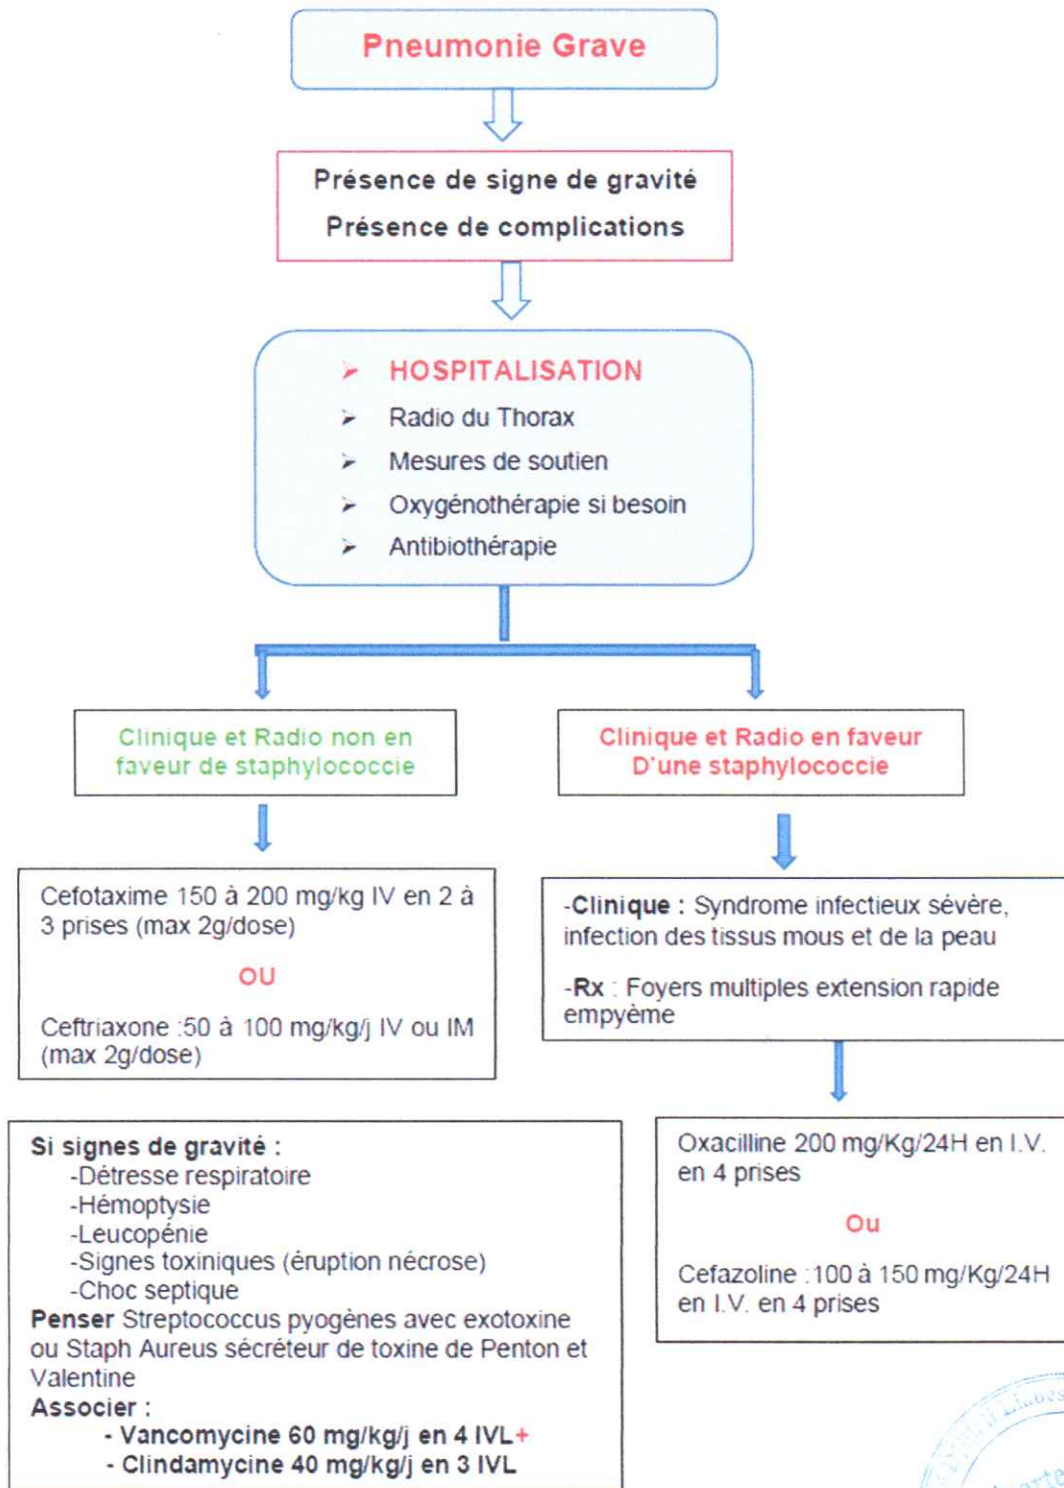 Pneumonie Grave
Présence de signe de gravité
Présence de complications
➢ HOSPITALISATION
➢ Radio du Thorax
➢ Mesures de soutien
➢ Oxygénothérapie si besoin
➢ Antibiothérapie
Clinique et Radio non en
faveur de staphylococcie
Clinique et Radio en faveur
D'une staphylococcie
Cefotaxime 150 à 200 mg/kg IV en 2 à
3 prises (max 2g/dose)
OU
Ceftriaxone :50 à 100 mg/kg/j IV ou IM
(max 2g/dose)
-Clinique : Syndrome infectieux sévère,
infection des tissus mous et de la peau
-Rx : Foyers multiples extension rapide
empyème
Oxacilline 200 mg/Kg/24H en I.V.
en 4 prises
Ou
Cefazoline :100 à 150 mg/Kg/24H
en I.V. en 4 prises
Si signes de gravité :
-Détresse respiratoire
-Hémoptysie
-Leucopénie
-Signes toxiniques (éruption nécrose)
-Choc septique
Penser Streptococcus pyogènes avec exotoxine
ou Staph Aureus sécréteur de toxine de Penton et
Valentine
Associer :
- Vancomycine 60 mg/kg/j en 4 IVL+
- Clindamycine 40 mg/kg/j en 3 IVL